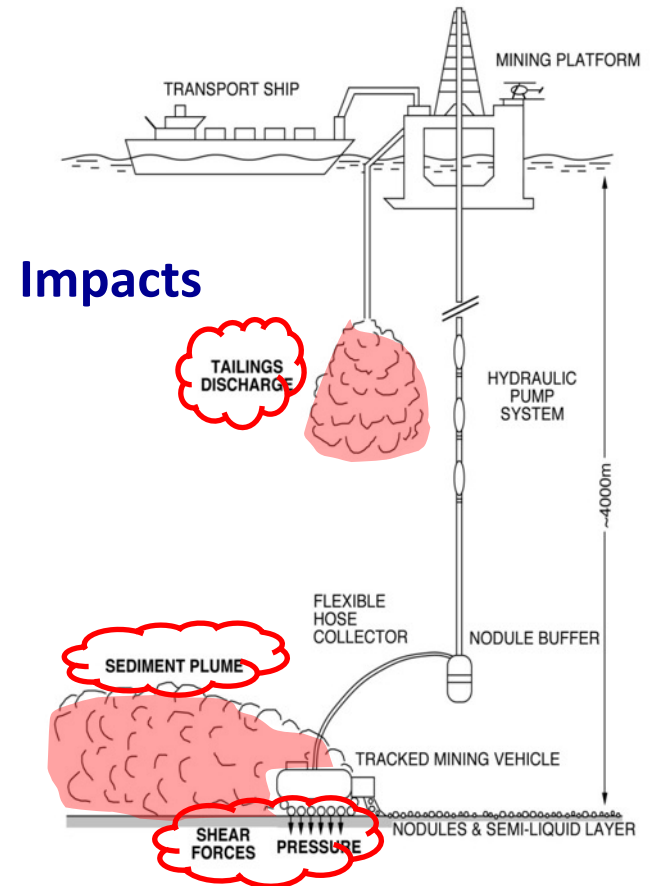 MINING PLATFORM
TRANSPORT SHIP
Impacts
TAILINGS
DISCHARGE
HYDRAULIC
PUMP
SYSTEM
~4000m
FLEXIBLE
HOSE
COLLECTOR
NODULE BUFFER
SEDIMENT PLUME
TRACKED MINING VEHICLE
NODULES & SEMI-LIQUID LAYER
SHEAR
FORCES
PRESSURE